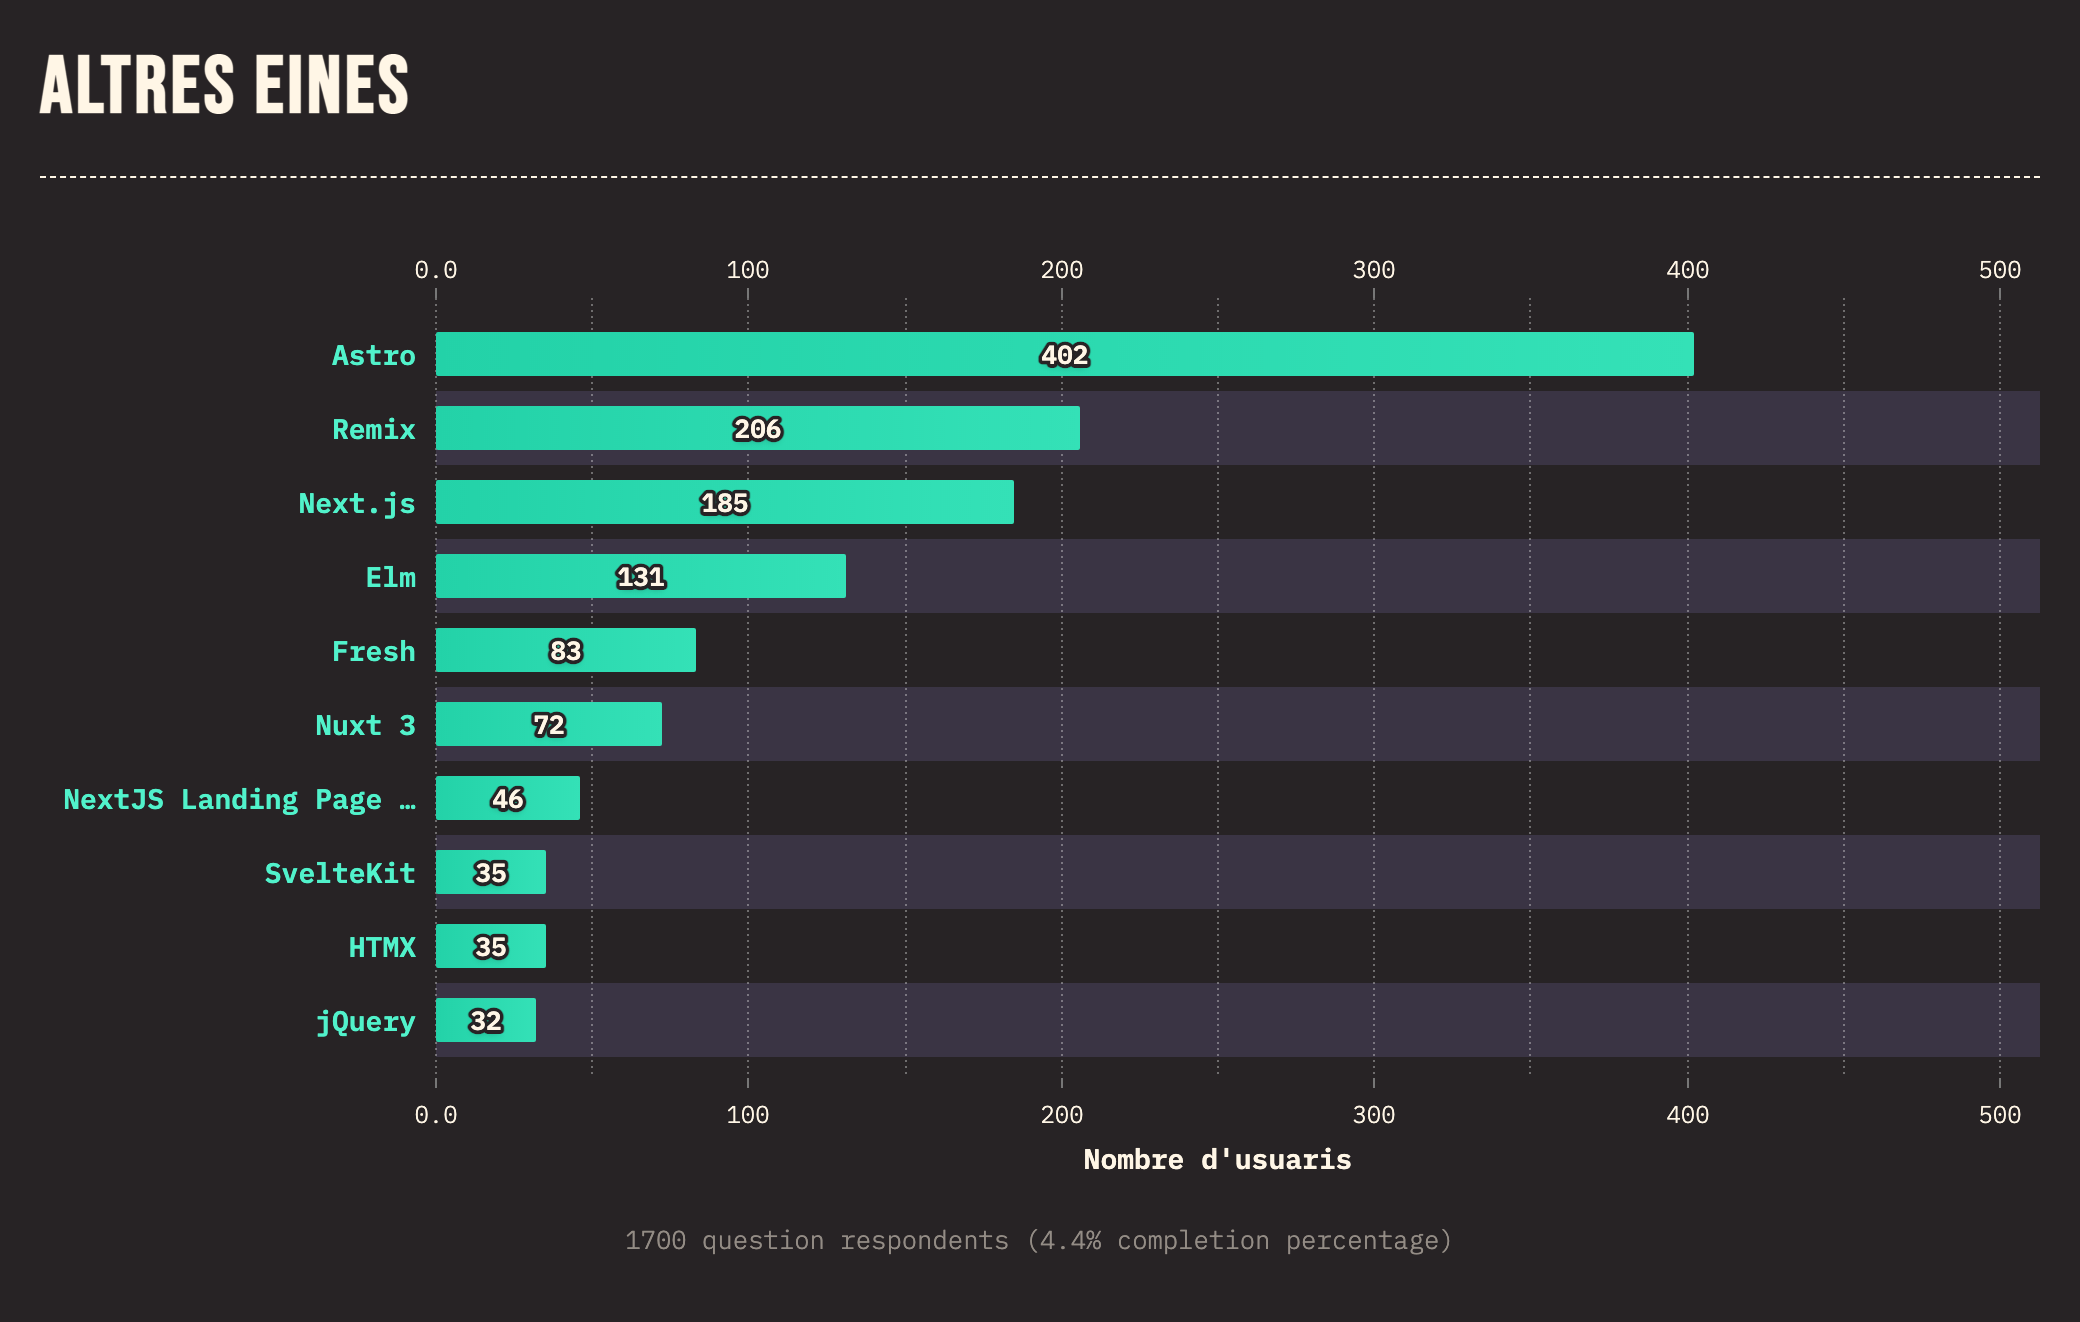 ALTRES EINES
0.0 100 200 300 400 500
Astro 402
Remix 206
Next.js 185
Elm 131
Fresh 83
Nuxt 3 72
NextJS Landing Page … 46
SvelteKit 35
HTMX 35
jQuery 32
0.0 100 200 300 400 500
Nombre d'usuaris
1700 question respondents (4.4% completion percentage)